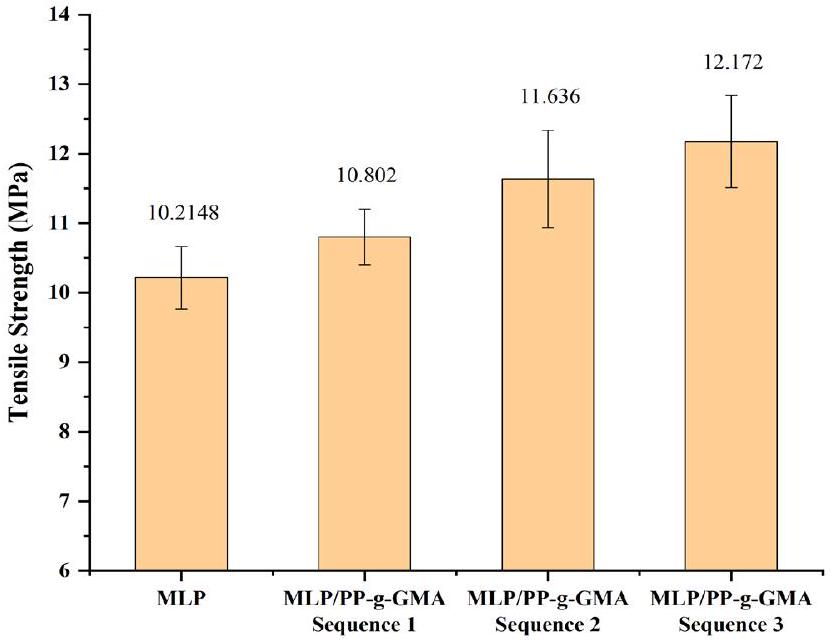 14
13
12
11
10
9
8
7
6
Tensile Strength (MPa)
10.2148
10.802
11.636
12.172
MLP
MLP/PP-g-GMA
Sequence 1
MLP/PP-g-GMA
Sequence 2
MLP/PP-g-GMA
Sequence 3